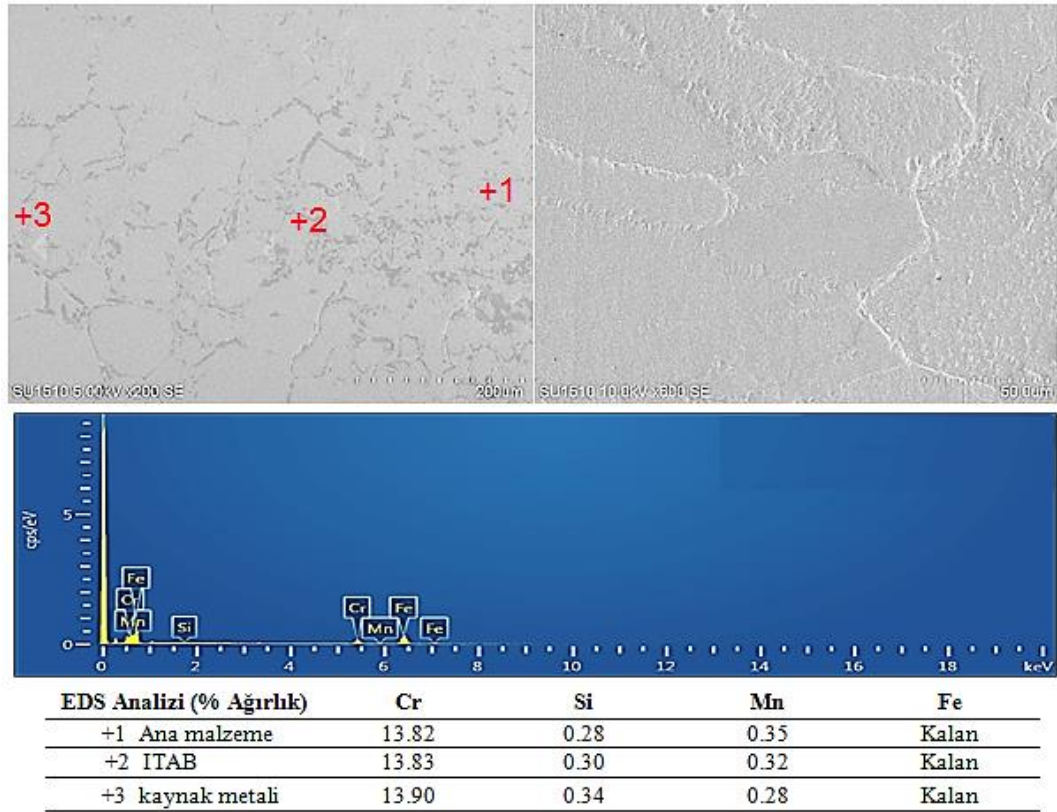 +1
+2
+3
SU1510 5.00kV x200 SE 200um
SU1510 10.0kV x600 SE 50.0um
cps/eV
5
0
Fe
Cr
Mn
Si
Cr
Mn
Fe
Fe
0 2 4 6 8 10 12 14 16 18 keV
EDS Analizi (% Ağırlık) Cr Si Mn Fe
+1 Ana malzeme 13.82 0.28 0.35 Kalan
+2 ITAB 13.83 0.30 0.32 Kalan
+3 kaynak metali 13.90 0.34 0.28 Kalan